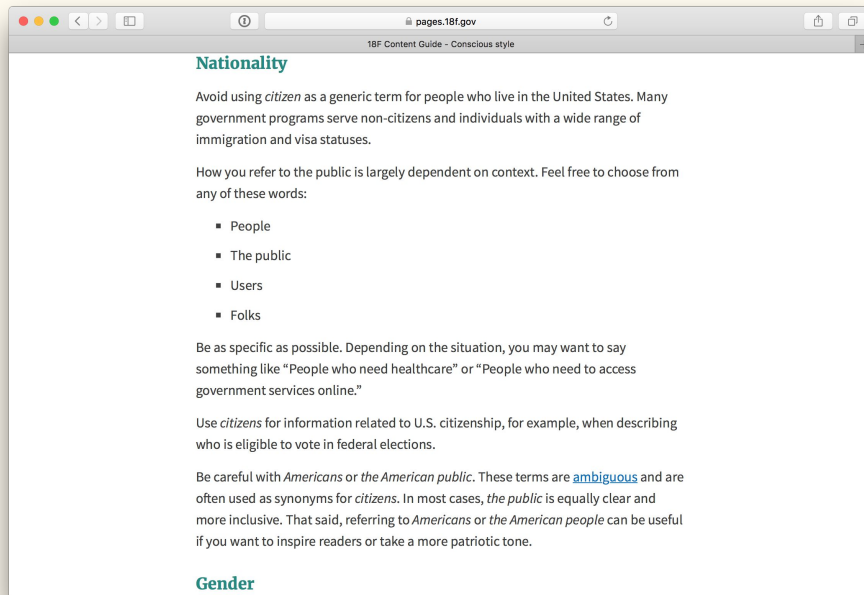 pages.18f.gov
18F Content Guide - Conscious style
Nationality
Avoid using citizen as a generic term for people who live in the United States. Many
government programs serve non-citizens and individuals with a wide range of
immigration and visa statuses.
How you refer to the public is largely dependent on context. Feel free to choose from
any of these words:
People
The public
Users
Folks
Be as specific as possible. Depending on the situation, you may want to say
something like “People who need healthcare” or “People who need to access
government services online.”
Use citizens for information related to U.S. citizenship, for example, when describing
who is eligible to vote in federal elections.
Be careful with Americans or the American public. These terms are ambiguous and are
often used as synonyms for citizens. In most cases, the public is equally clear and
more inclusive. That said, referring to Americans or the American people can be useful
if you want to inspire readers or take a more patriotic tone.
Gender